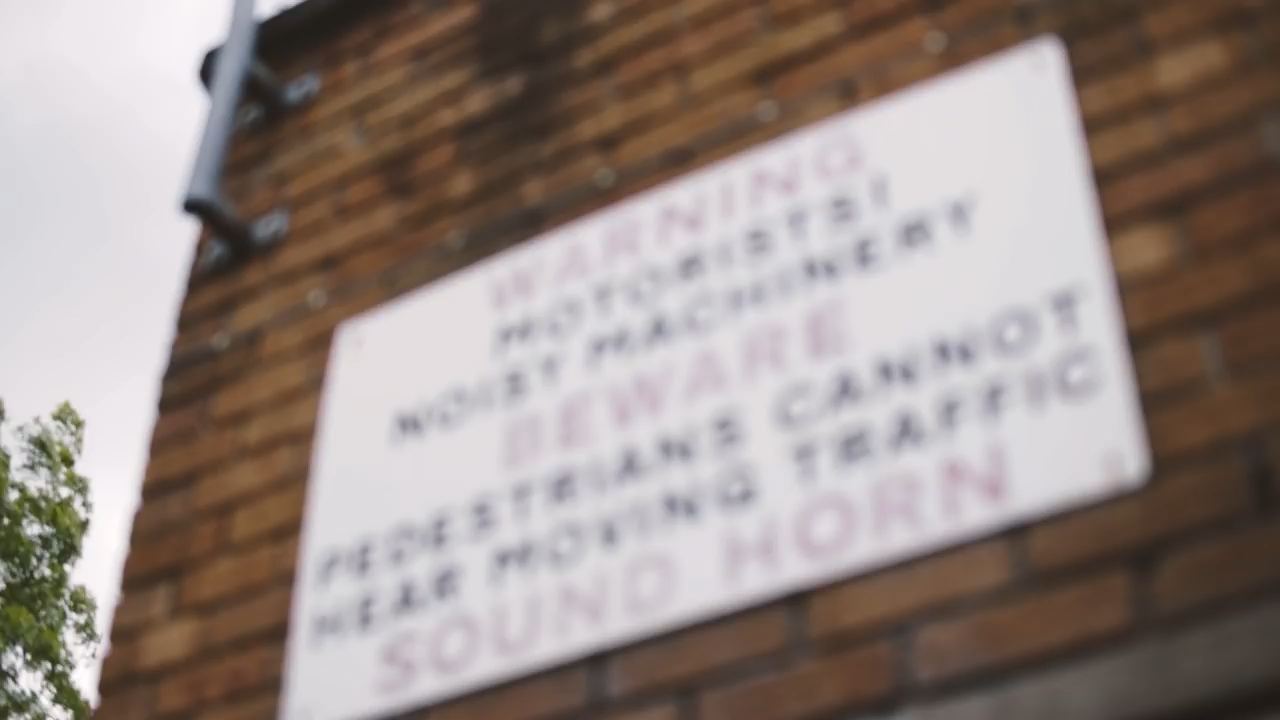 WARNING
MOTORISTS!
NOISY MACHINERY
BEWARE
PEDESTRIANS CANNOT
HEAR MOVING TRAFFIC
SOUND HORN